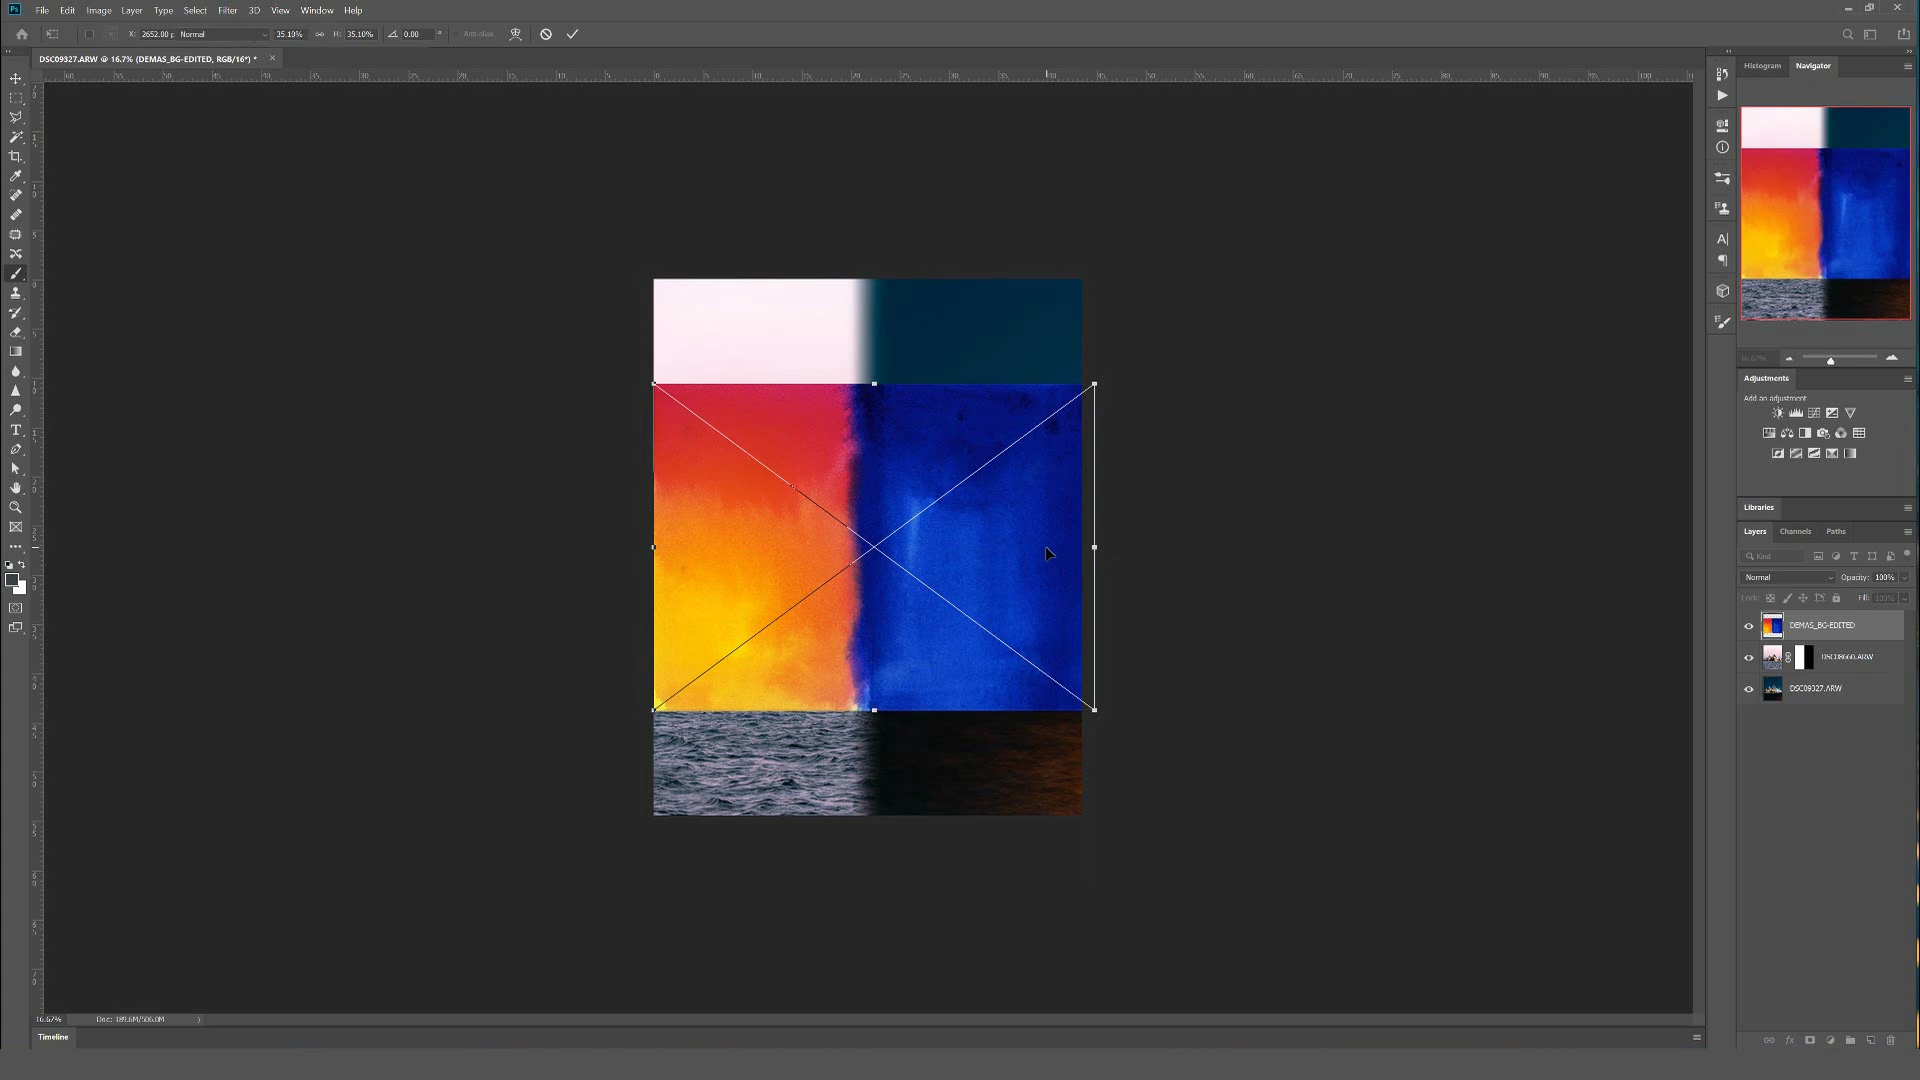 Ps File Edit Image Layer Type Select Filter 3D View Window Help
X: 2652.00 p Normal 35.10% H: 35.10% 0.00 ° Anti-alias
DSC09327.ARW @ 16.7% (DEMAS_BG-EDITED, RGB/16*) *
Histogram Navigator
16.67%
Adjustments
Add an adjustment
Libraries
Layers Channels Paths
Kind
Normal Opacity: 100%
Lock: Fill: 100%
DEMAS_BG-EDITED
DSC08660.ARW
DSC09327.ARW
16.67% Doc: 189.6M/506.0M
Timeline